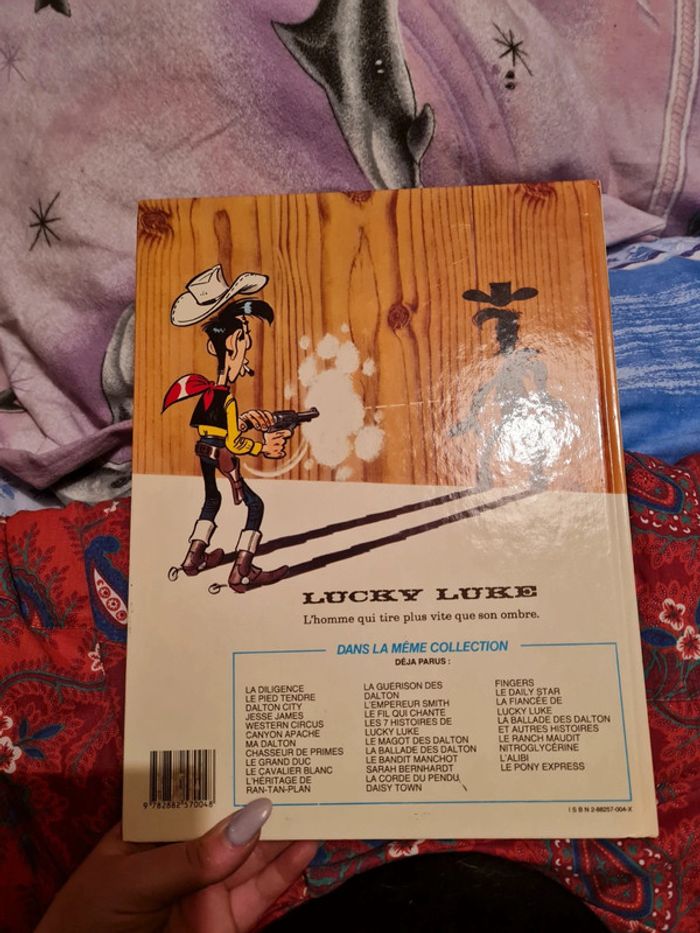 LUCKY LUKE
L'homme qui tire plus vite que son ombre.
DANS LA MÊME COLLECTION
DÉJA PARUS :
LA DILIGENCE
LE PIED TENDRE
DALTON CITY
JESSE JAMES
WESTERN CIRCUS
CANYON APACHE
MA DALTON
CHASSEUR DE PRIMES
LE GRAND DUC
LE CAVALIER BLANC
L'HÉRITAGE DE
RAN-TAN-PLAN
LA GUÉRISON DES
DALTON
L'EMPEREUR SMITH
LE FIL QUI CHANTE
LES 7 HISTOIRES DE
LUCKY LUKE
LE MAGOT DES DALTON
LA BALLADE DES DALTON
LE BANDIT MANCHOT
SARAH BERNHARDT
LA CORDE DU PENDU
DAISY TOWN
FINGERS
LE DAILY STAR
LA FIANCÉE DE
LUCKY LUKE
LA BALLADE DES DALTON
ET AUTRES HISTOIRES
LE RANCH MAUDIT
NITROGLYCÉRINE
L'ALIBI
LE PONY EXPRESS
9 782882 570048
ISBN 2-88257-004-X